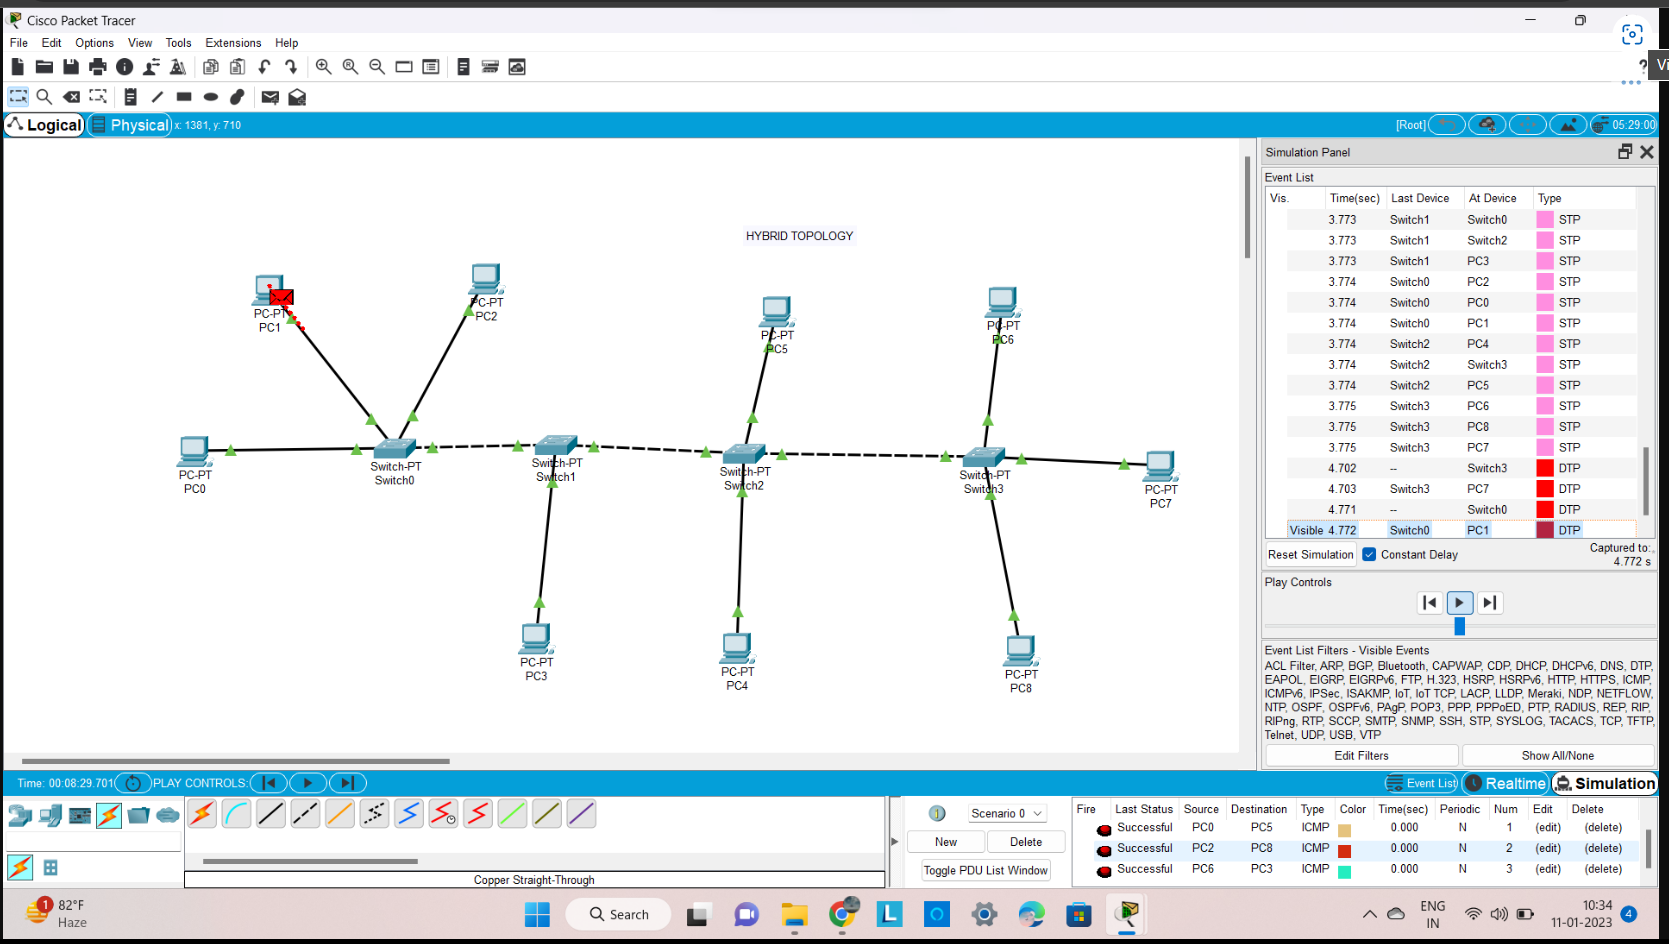 Cisco Packet Tracer
File Edit Options View Tools Extensions Help
? Vi
Logical Physical x: 1381, y: 710 [Root] 05:29:00
Simulation Panel
Event List
Vis. Time(sec) Last Device At Device Type
3.773 Switch1 Switch0 STP
3.773 Switch1 Switch2 STP
3.773 Switch1 PC3 STP
3.774 Switch0 PC2 STP
3.774 Switch0 PC0 STP
3.774 Switch0 PC1 STP
3.774 Switch2 PC4 STP
3.774 Switch2 Switch3 STP
3.774 Switch2 PC5 STP
3.775 Switch3 PC6 STP
3.775 Switch3 PC8 STP
3.775 Switch3 PC7 STP
4.702 -- Switch3 DTP
4.703 Switch3 PC7 DTP
4.771 -- Switch0 DTP
Visible 4.772 Switch0 PC1 DTP
Reset Simulation Constant Delay
Captured to:
4.772 s
Play Controls
Event List Filters - Visible Events
ACL Filter, ARP, BGP, Bluetooth, CAPWAP, CDP, DHCP, DHCPv6, DNS, DTP,
EAPOL, EIGRP, EIGRPv6, FTP, H.323, HSRP, HSRPv6, HTTP, HTTPS, ICMP,
ICMPv6, IPSec, ISAKMP, IoT, IoT TCP, LACP, LLDP, Meraki, NDP, NETFLOW,
NTP, OSPF, OSPFv6, PAgP, POP3, PPP, PPPoED, PTP, RADIUS, REP, RIP,
RIPng, RTP, SCCP, SMTP, SNMP, SSH, STP, SYSLOG, TACACS, TCP, TFTP,
Telnet, UDP, USB, VTP
Edit Filters Show All/None
HYBRID TOPOLOGY
PC-PT
PC1
PC-PT
PC2
PC-PT
PC5
PC-PT
PC6
PC-PT
PC0
Switch-PT
Switch0
Switch-PT
Switch1
Switch-PT
Switch2
Switch-PT
Switch3
PC-PT
PC7
PC-PT
PC3
PC-PT
PC4
PC-PT
PC8
Time: 00:08:29.701 PLAY CONTROLS: Event List Realtime Simulation
Copper Straight-Through
Scenario 0
New Delete
Toggle PDU List Window
Fire Last Status Source Destination Type Color Time(sec) Periodic Num Edit Delete
Successful PC0 PC5 ICMP 0.000 N 1 (edit) (delete)
Successful PC2 PC8 ICMP 0.000 N 2 (edit) (delete)
Successful PC6 PC3 ICMP 0.000 N 3 (edit) (delete)
1 82°F
Haze
Search
L
ENG
IN
10:34
11-01-2023
4